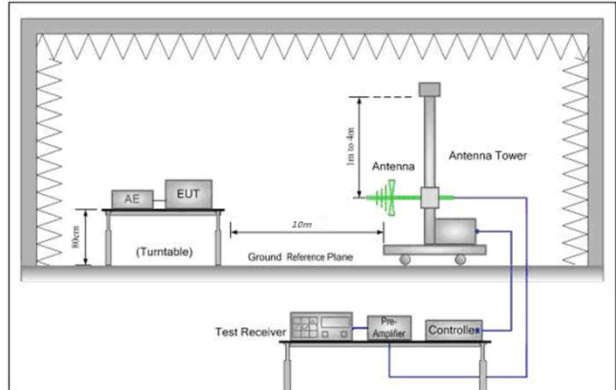 1m to 4m
Antenna
Antenna Tower
AE
EUT
80cm
(Turntable)
10m
Ground Reference Plane
Test Receiver
Pre-
Amplifier
Controller